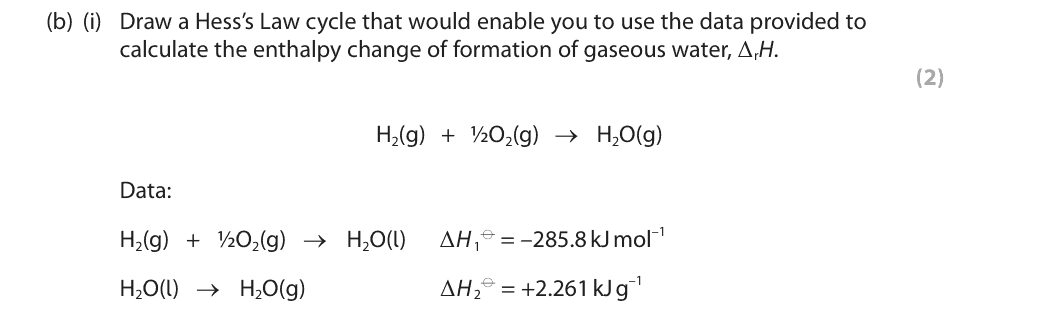 (b) (i) Draw a Hess’s Law cycle that would enable you to use the data provided to
calculate the enthalpy change of formation of gaseous water, ΔᵣH.
(2)
H₂(g) + ½O₂(g) → H₂O(g)
Data:
H₂(g) + ½O₂(g) → H₂O(l) ΔH₁⦵ = –285.8 kJ mol⁻¹
H₂O(l) → H₂O(g) ΔH₂⦵ = +2.261 kJ g⁻¹